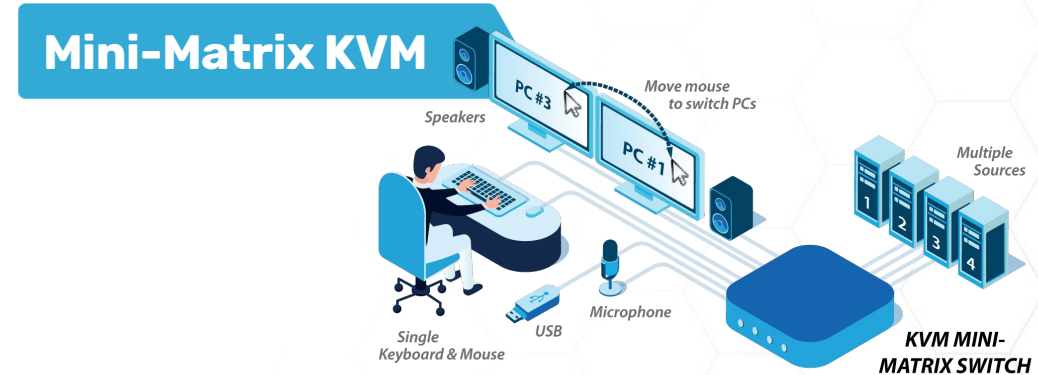 Mini-Matrix KVM
Speakers
PC #3
Move mouse
to switch PCs
PC #1
Multiple
Sources
1
2
3
4
Single
Keyboard & Mouse
USB
Microphone
KVM MINI-
MATRIX SWITCH